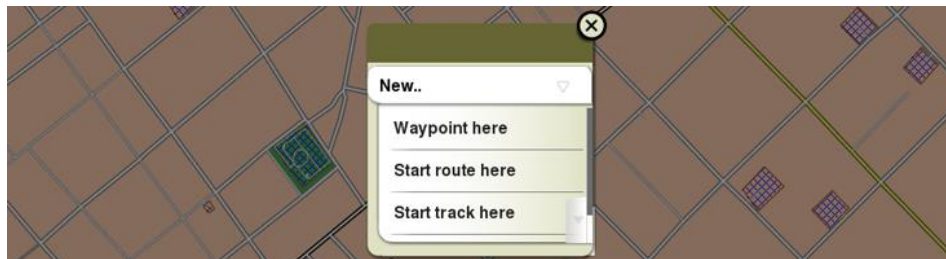 New..
Waypoint here
Start route here
Start track here